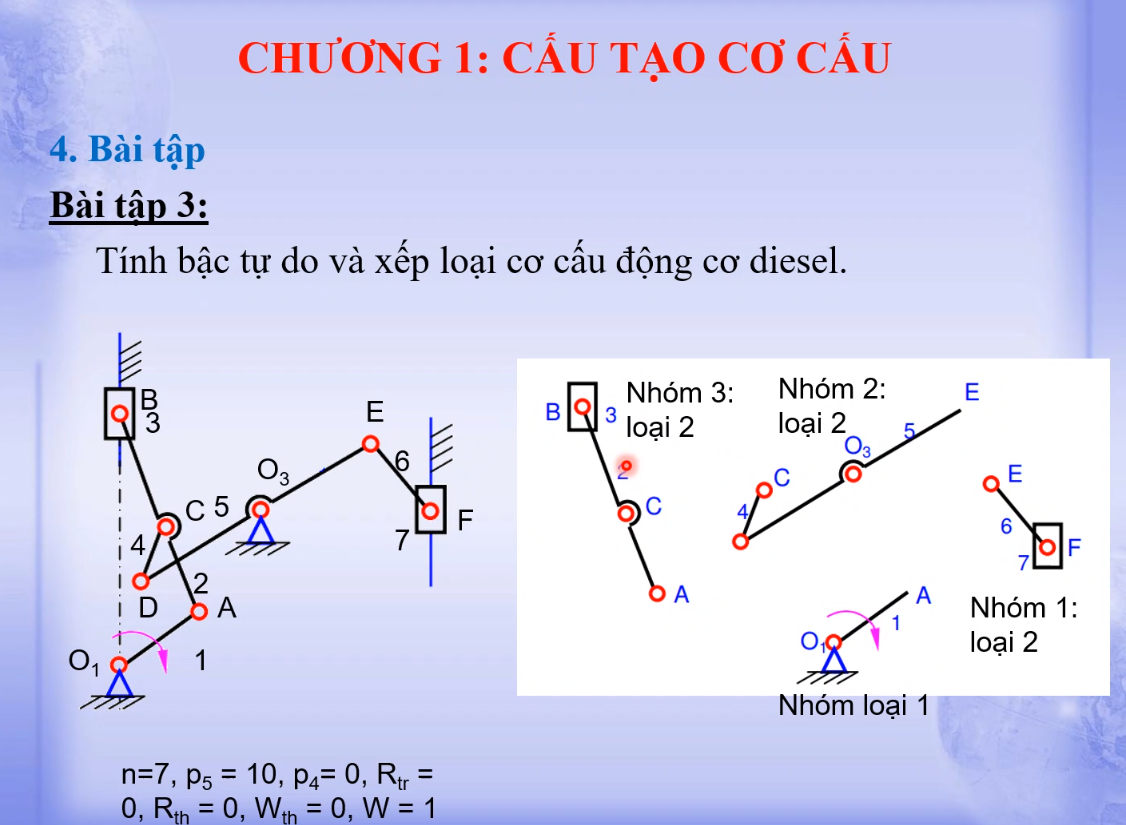 CHƯƠNG 1: CẤU TẠO CƠ CẤU
4. Bài tập
Bài tập 3:
Tính bậc tự do và xếp loại cơ cấu động cơ diesel.
B
3
E
O₃
6
C 5
F
4
7
2
D
A
O₁
1
n=7, p₅ = 10, p₄= 0, Rtr =
0, Rth = 0, Wth = 0, W = 1
B
3
Nhóm 3:
loại 2
2
C
A
Nhóm 2:
loại 2
E
5
O₃
C
4
E
6
7
F
Nhóm 1:
loại 2
A
1
O₁
Nhóm loại 1